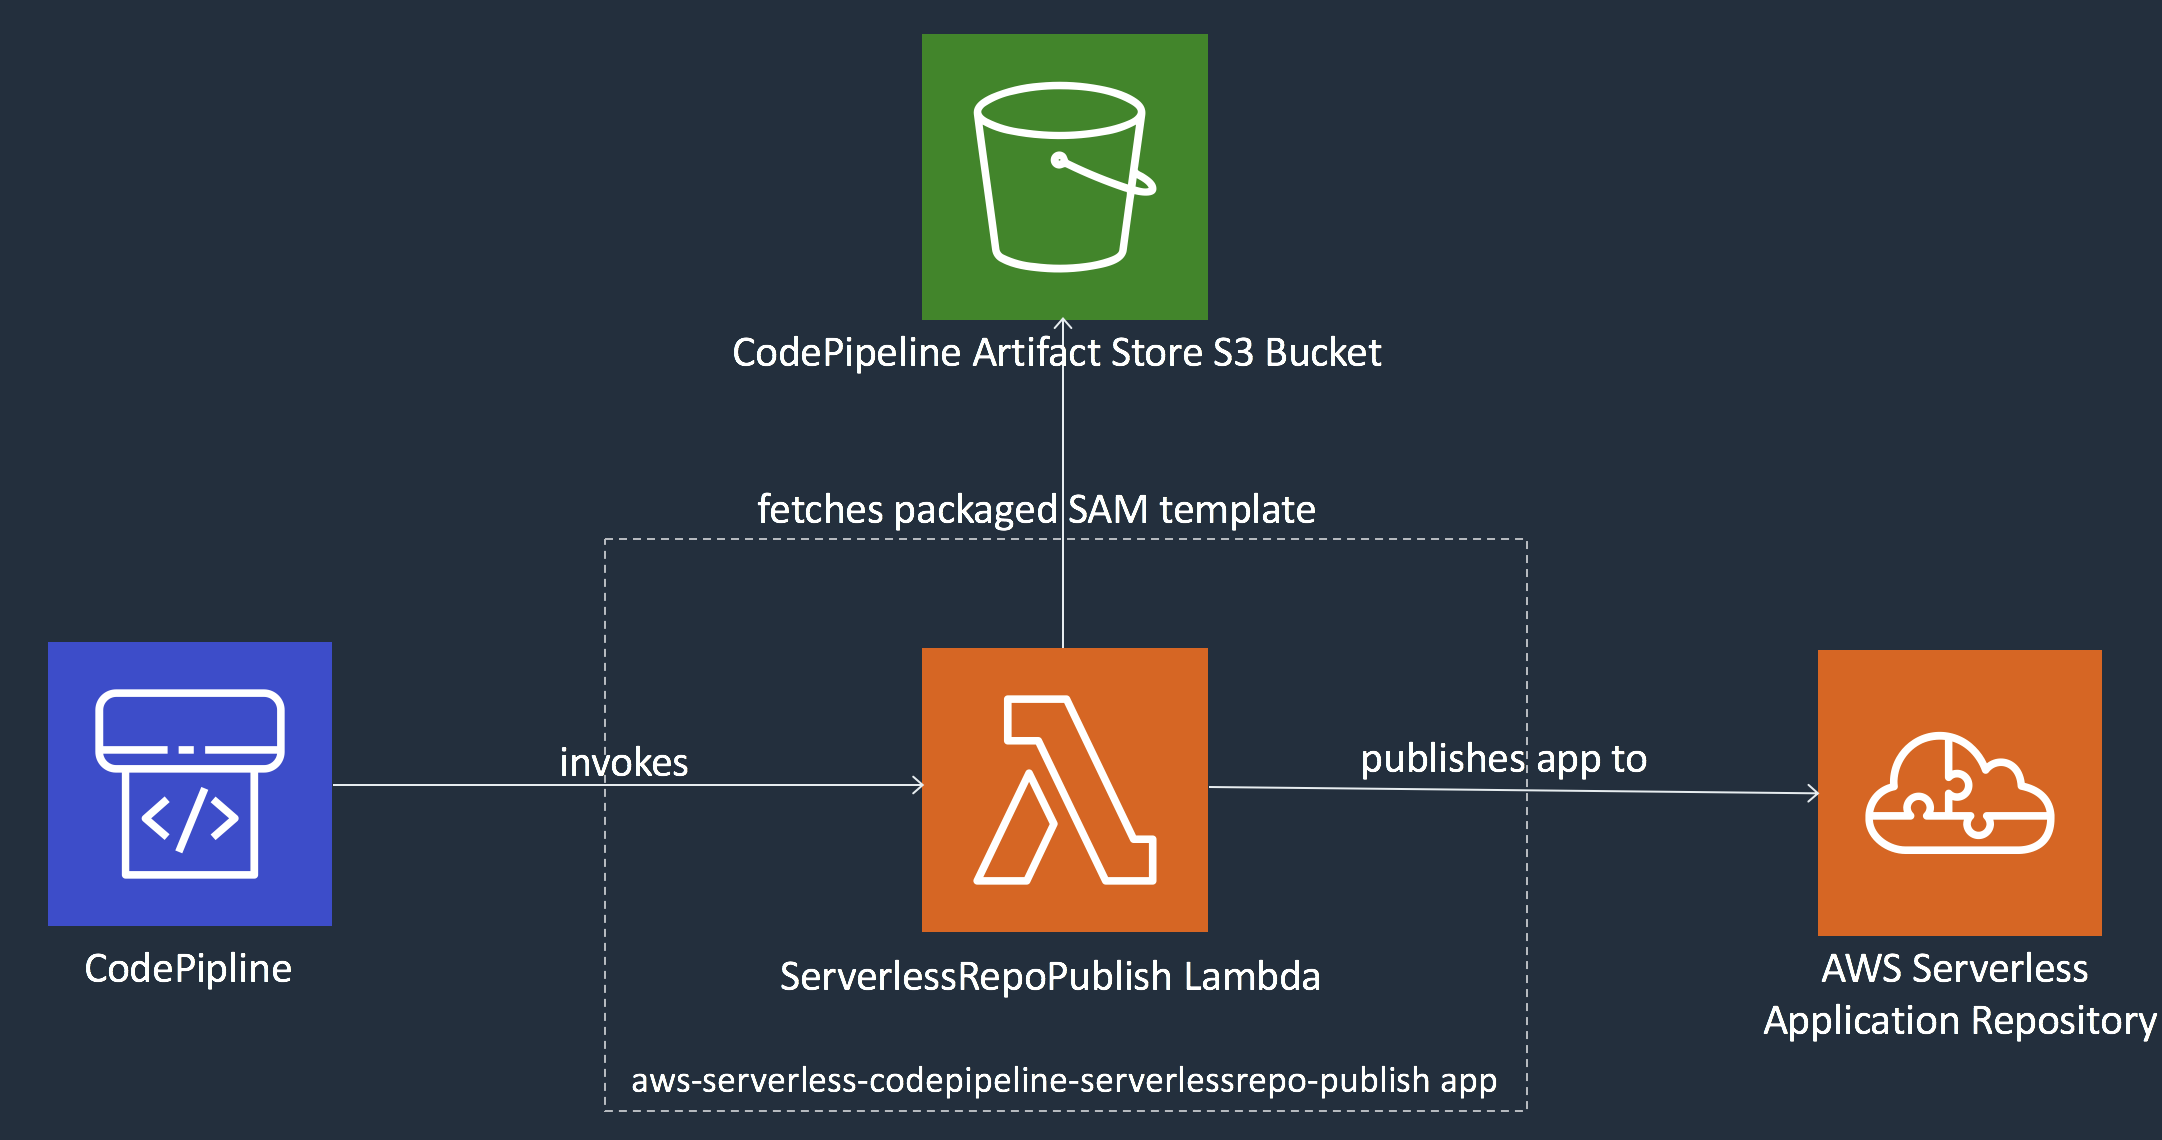 CodePipeline Artifact Store S3 Bucket
fetches packaged SAM template
invokes
publishes app to
CodePipline
ServerlessRepoPublish Lambda
AWS Serverless
Application Repository
aws-serverless-codepipeline-serverlessrepo-publish app